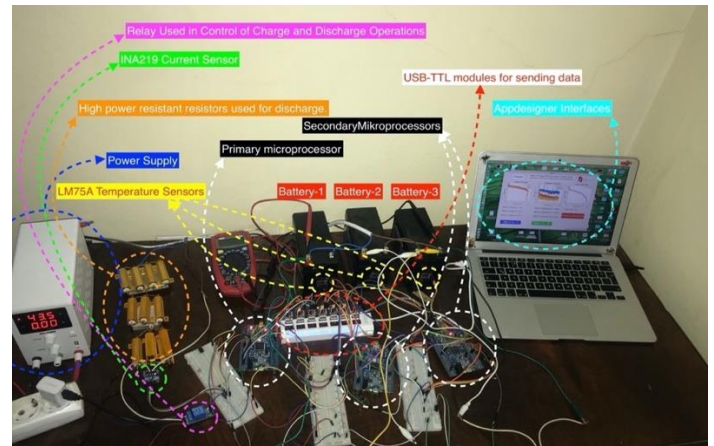 Relay Used in Control of Charge and Discharge Operations
INA219 Current Sensor
USB-TTL modules for sending data
High power resistant resistors used for discharge.
Appdesigner Interfaces
SecondaryMikroprocessors
Primary microprocessor
Power Supply
LM75A Temperature Sensors
Battery-1
Battery-2
Battery-3
43.5
0.00